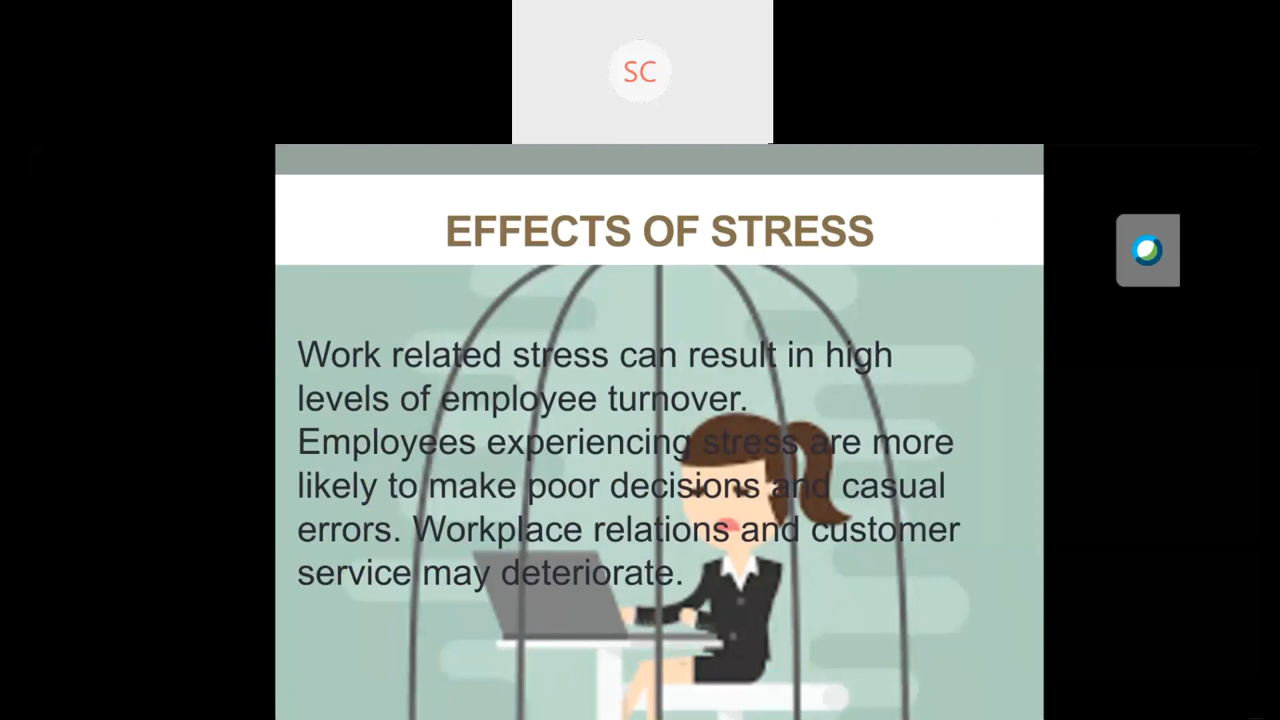 SC
EFFECTS OF STRESS
Work related stress can result in high
levels of employee turnover.
Employees experiencing stress are more
likely to make poor decisions and casual
errors. Workplace relations and customer
service may deteriorate.